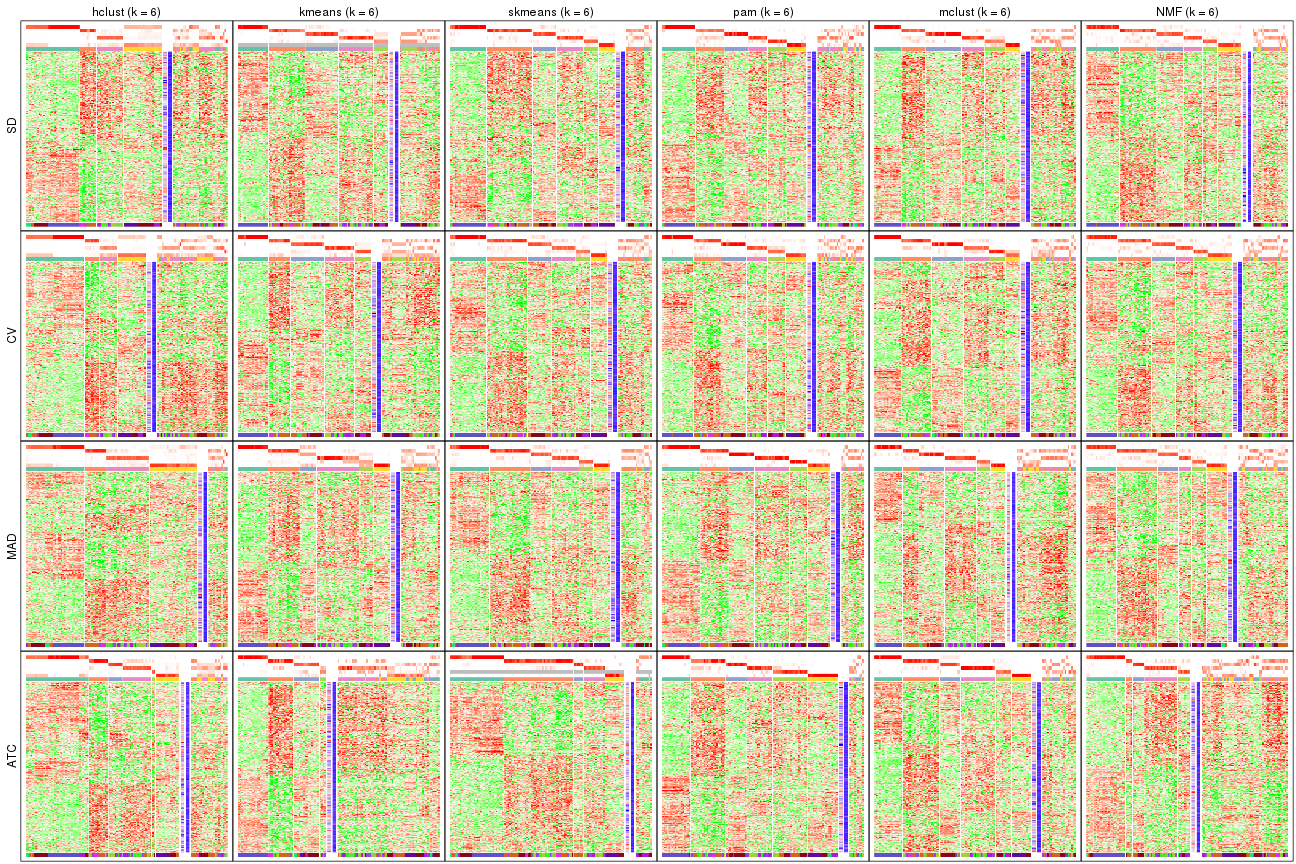 hclust (k = 6) kmeans (k = 6) skmeans (k = 6) pam (k = 6) mclust (k = 6) NMF (k = 6)
SD
CV
MAD
ATC